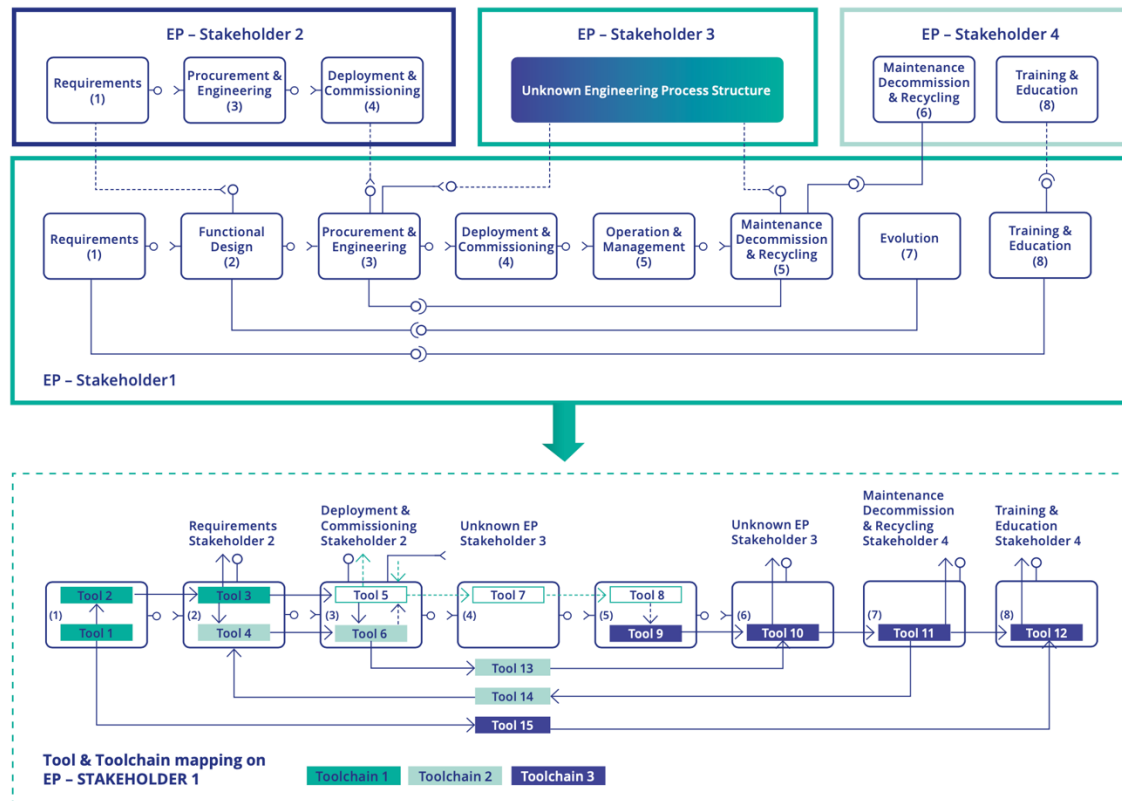 EP – Stakeholder 2
Requirements
(1)
Procurement &
Engineering
(3)
Deployment &
Commissioning
(4)
EP – Stakeholder 3
Unknown Engineering Process Structure
EP – Stakeholder 4
Maintenance
Decommission
& Recycling
(6)
Training &
Education
(8)
Requirements
(1)
Functional
Design
(2)
Procurement &
Engineering
(3)
Deployment &
Commissioning
(4)
Operation &
Management
(5)
Maintenance
Decommission
& Recycling
(5)
Evolution
(7)
Training &
Education
(8)
EP – Stakeholder1
Requirements
Stakeholder 2
Deployment &
Commissioning
Stakeholder 2
Unknown EP
Stakeholder 3
Unknown EP
Stakeholder 3
Maintenance
Decommission
& Recycling
Stakeholder 4
Training &
Education
Stakeholder 4
(1)
Tool 2
Tool 1
(2)
Tool 3
Tool 4
(3)
Tool 5
Tool 6
(4)
Tool 7
(5)
Tool 8
Tool 9
(6)
Tool 10
(7)
Tool 11
(8)
Tool 12
Tool 13
Tool 14
Tool 15
Tool & Toolchain mapping on
EP – STAKEHOLDER 1
Toolchain 1
Toolchain 2
Toolchain 3